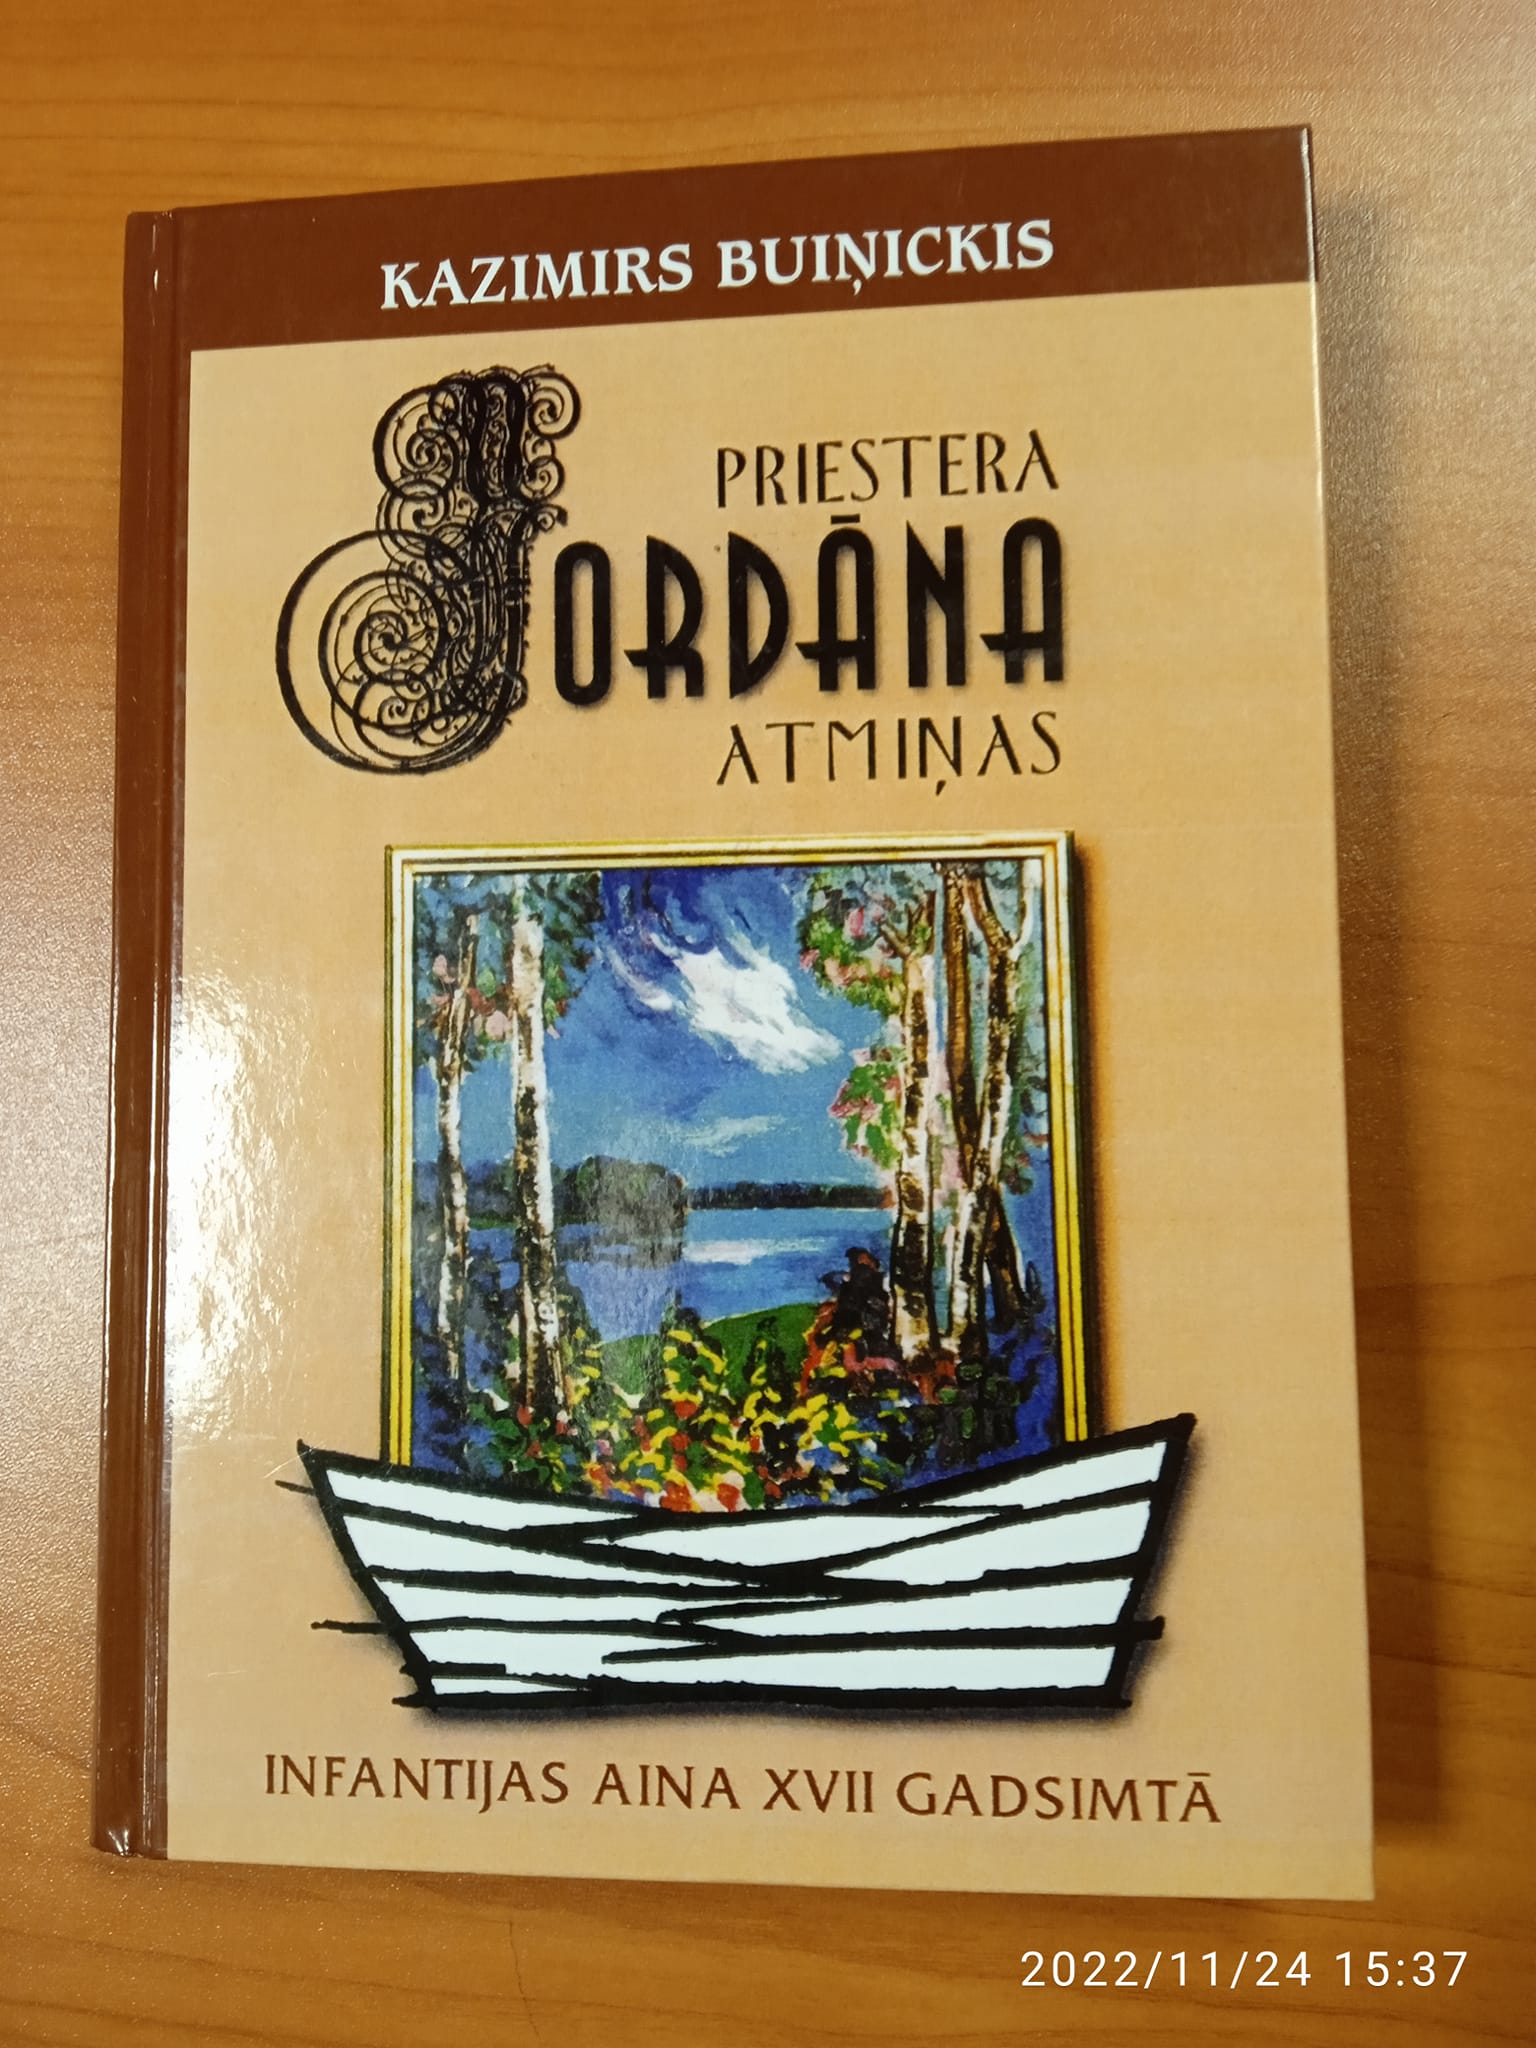 KAZIMIRS BUIŅICKIS
PRIESTERA
JORDĀNA
ATMIŅAS
INFANTIJAS AINA XVII GADSIMTĀ
2022/11/24 15:37